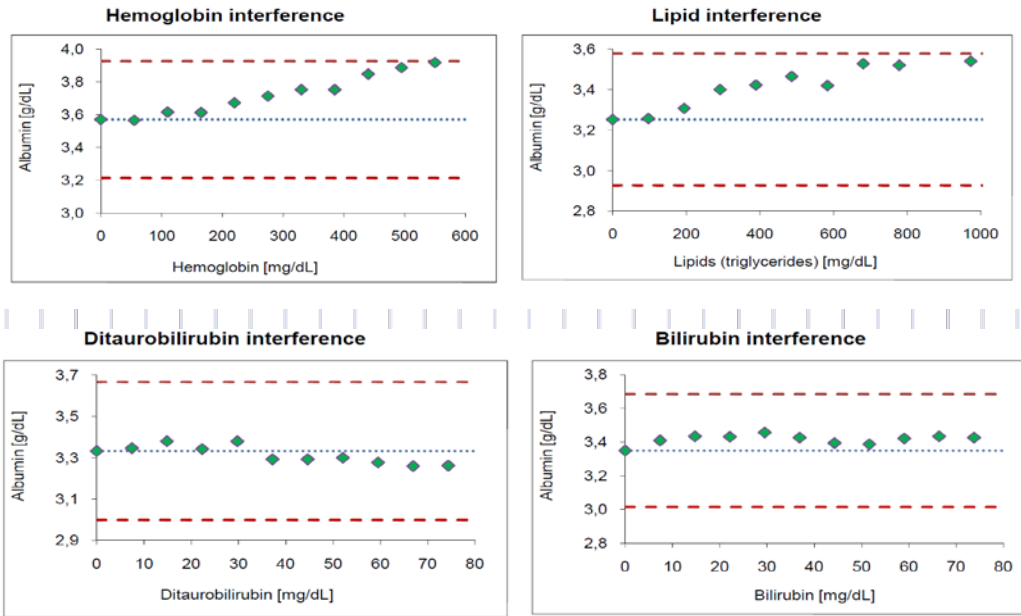 Hemoglobin interference
4,0
3,8
3,6
3,4
3,2
3,0
Albumin [g/dL]
0 100 200 300 400 500 600
Hemoglobin [mg/dL]
Lipid interference
3,6
3,4
3,2
3,0
2,8
Albumin [g/dL]
0 200 400 600 800 1000
Lipids (triglycerides) [mg/dL]
Ditaurobilirubin interference
3,7
3,5
3,3
3,1
2,9
Albumin [g/dL]
0 10 20 30 40 50 60 70 80
Ditaurobilirubin [mg/dL]
Bilirubin interference
3,8
3,6
3,4
3,2
3,0
2,8
Albumin [g/dL]
0 10 20 30 40 50 60 70 80
Bilirubin [mg/dL]